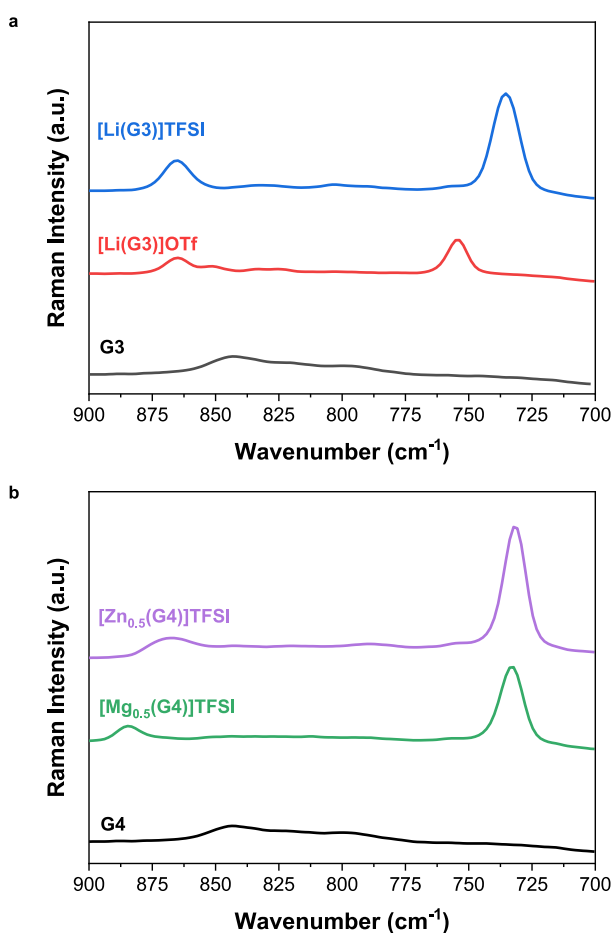 a
Raman Intensity (a.u.)
[Li(G3)]TFSI
[Li(G3)]OTf
G3
900 875 850 825 800 775 750 725 700
Wavenumber (cm⁻¹)
b
Raman Intensity (a.u.)
[Zn₀.₅(G4)]TFSI
[Mg₀.₅(G4)]TFSI
G4
900 875 850 825 800 775 750 725 700
Wavenumber (cm⁻¹)